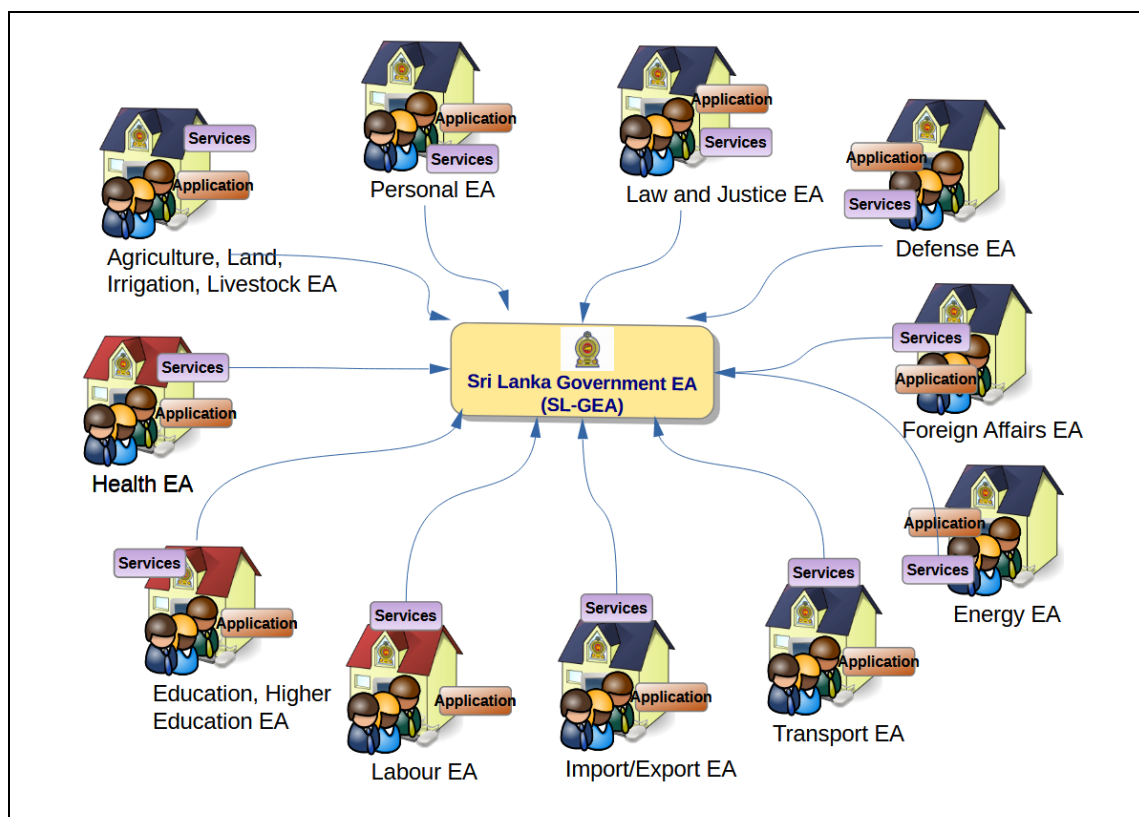 Services
Application
Agriculture, Land,
Irrigation, Livestock EA
Application
Services
Personal EA
Application
Services
Law and Justice EA
Application
Services
Defense EA
Services
Application
Health EA
Sri Lanka Government EA
(SL-GEA)
Services
Application
Foreign Affairs EA
Services
Application
Education, Higher
Education EA
Services
Application
Labour EA
Services
Application
Import/Export EA
Services
Application
Transport EA
Application
Services
Energy EA